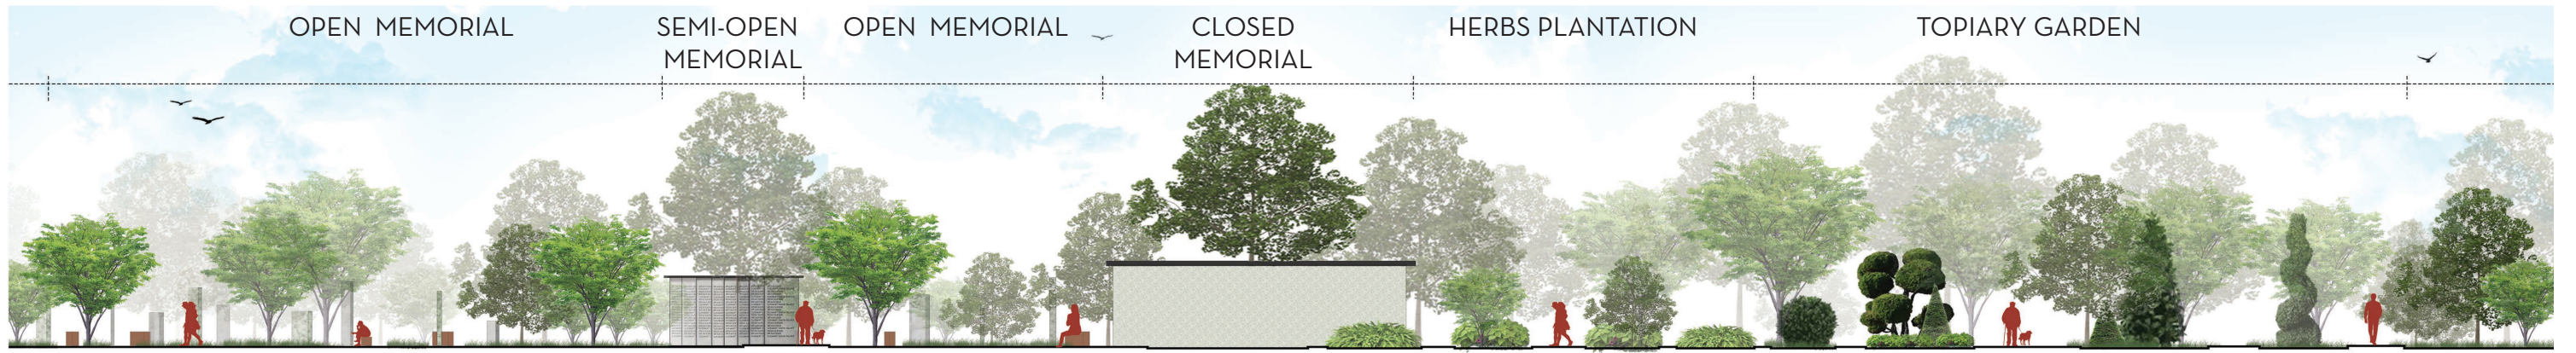 OPEN MEMORIAL
SEMI-OPEN
MEMORIAL
OPEN MEMORIAL
CLOSED
MEMORIAL
HERBS PLANTATION
TOPIARY GARDEN